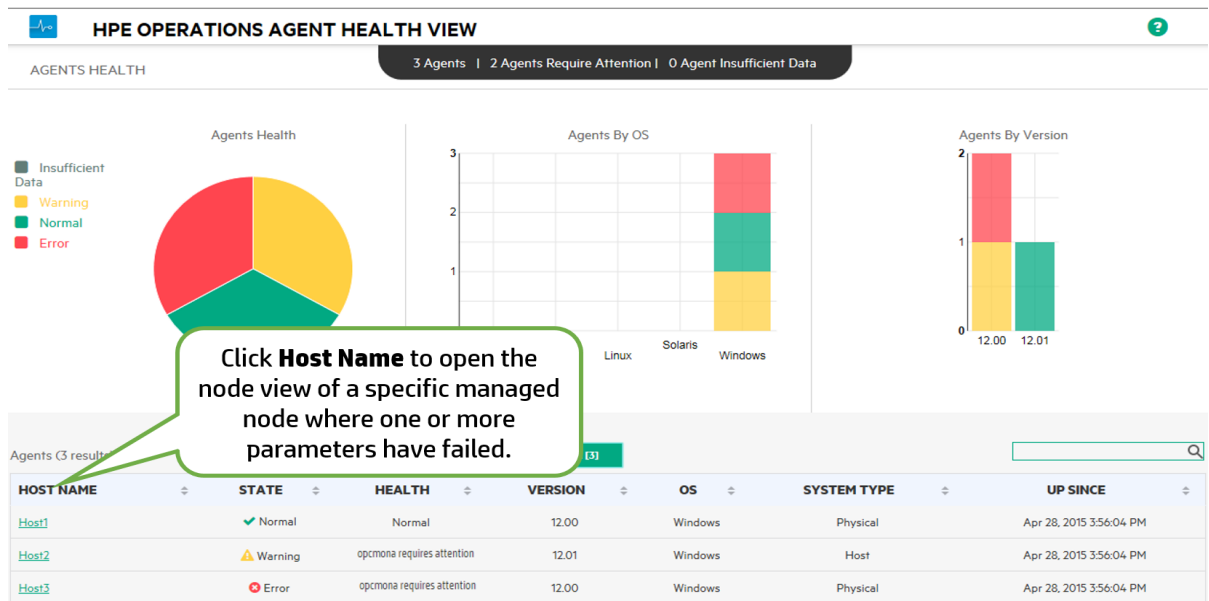 HPE OPERATIONS AGENT HEALTH VIEW
?
AGENTS HEALTH
3 Agents | 2 Agents Require Attention | 0 Agent Insufficient Data
Agents Health
Insufficient
Data
Warning
Normal
Error
Agents By OS
3
2
1
Linux
Solaris
Windows
Agents By Version
2
1
0
12.00
12.01
Click Host Name to open the
node view of a specific managed
node where one or more
parameters have failed.
Agents (3 result
[3]
HOST NAME STATE HEALTH VERSION OS SYSTEM TYPE UP SINCE
Host1 Normal Normal 12.00 Windows Physical Apr 28, 2015 3:56:04 PM
Host2 Warning opcmona requires attention 12.01 Windows Host Apr 28, 2015 3:56:04 PM
Host3 Error opcmona requires attention 12.00 Windows Physical Apr 28, 2015 3:56:04 PM